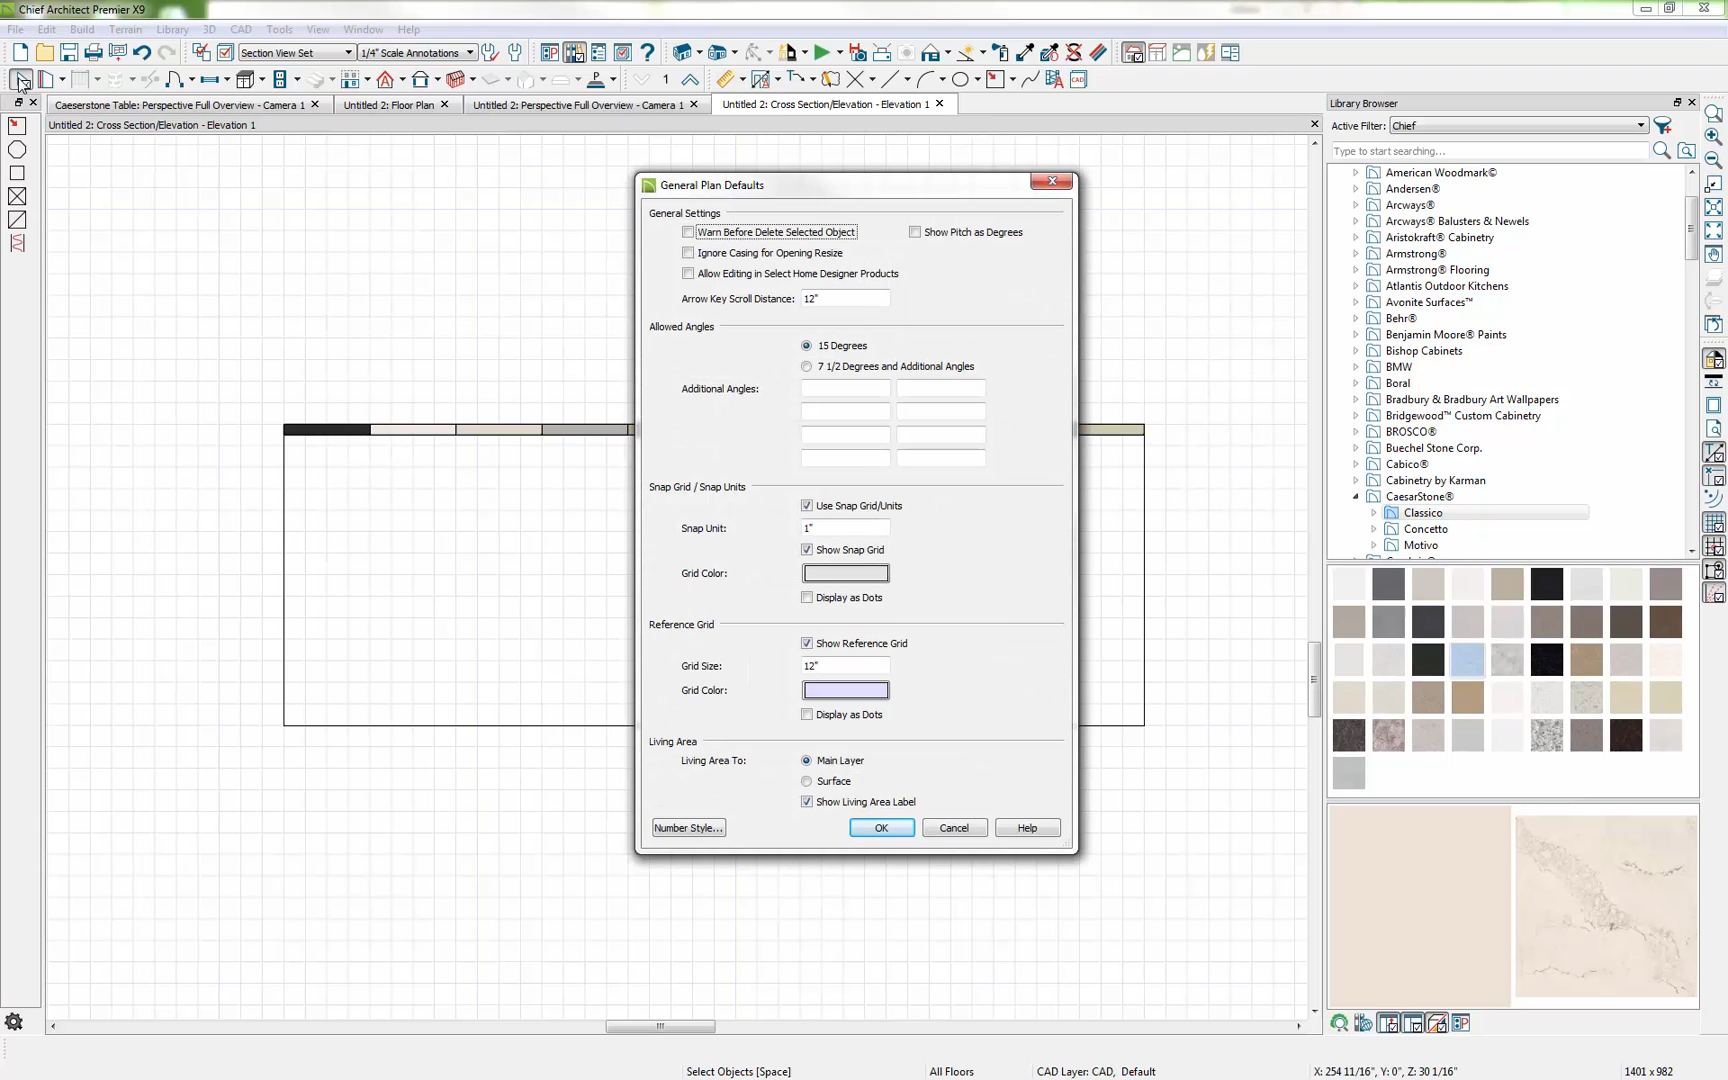 Chief Architect Premier X9
File Edit Build Terrain Library 3D CAD Tools View Window Help
Section View Set 1/4" Scale Annotations
1
Caeserstone Table: Perspective Full Overview - Camera 1 Untitled 2: Floor Plan Untitled 2: Perspective Full Overview - Camera 1 Untitled 2: Cross Section/Elevation - Elevation 1
Untitled 2: Cross Section/Elevation - Elevation 1
General Plan Defaults
General Settings
Warn Before Delete Selected Object Show Pitch as Degrees
Ignore Casing for Opening Resize
Allow Editing in Select Home Designer Products
Arrow Key Scroll Distance: 12"
Allowed Angles
15 Degrees
7 1/2 Degrees and Additional Angles
Additional Angles:
Snap Grid / Snap Units
Use Snap Grid/Units
Snap Unit: 1"
Show Snap Grid
Grid Color:
Display as Dots
Reference Grid
Show Reference Grid
Grid Size: 12"
Grid Color:
Display as Dots
Living Area
Living Area To: Main Layer
Surface
Show Living Area Label
Number Style... OK Cancel Help
Library Browser
Active Filter: Chief
Type to start searching...
American Woodmark©
Andersen®
Arcways®
Arcways® Balusters & Newels
Aristokraft® Cabinetry
Armstrong®
Armstrong® Flooring
Atlantis Outdoor Kitchens
Avonite Surfaces™
Behr®
Benjamin Moore® Paints
Bishop Cabinets
BMW
Boral
Bradbury & Bradbury Art Wallpapers
Bridgewood™ Custom Cabinetry
BROSCO®
Buechel Stone Corp.
Cabico®
Cabinetry by Karman
CaesarStone®
Classico
Concetto
Motivo
Select Objects [Space] All Floors CAD Layer: CAD, Default X: 254 11/16", Y: 0", Z: 30 1/16" 1401 x 982